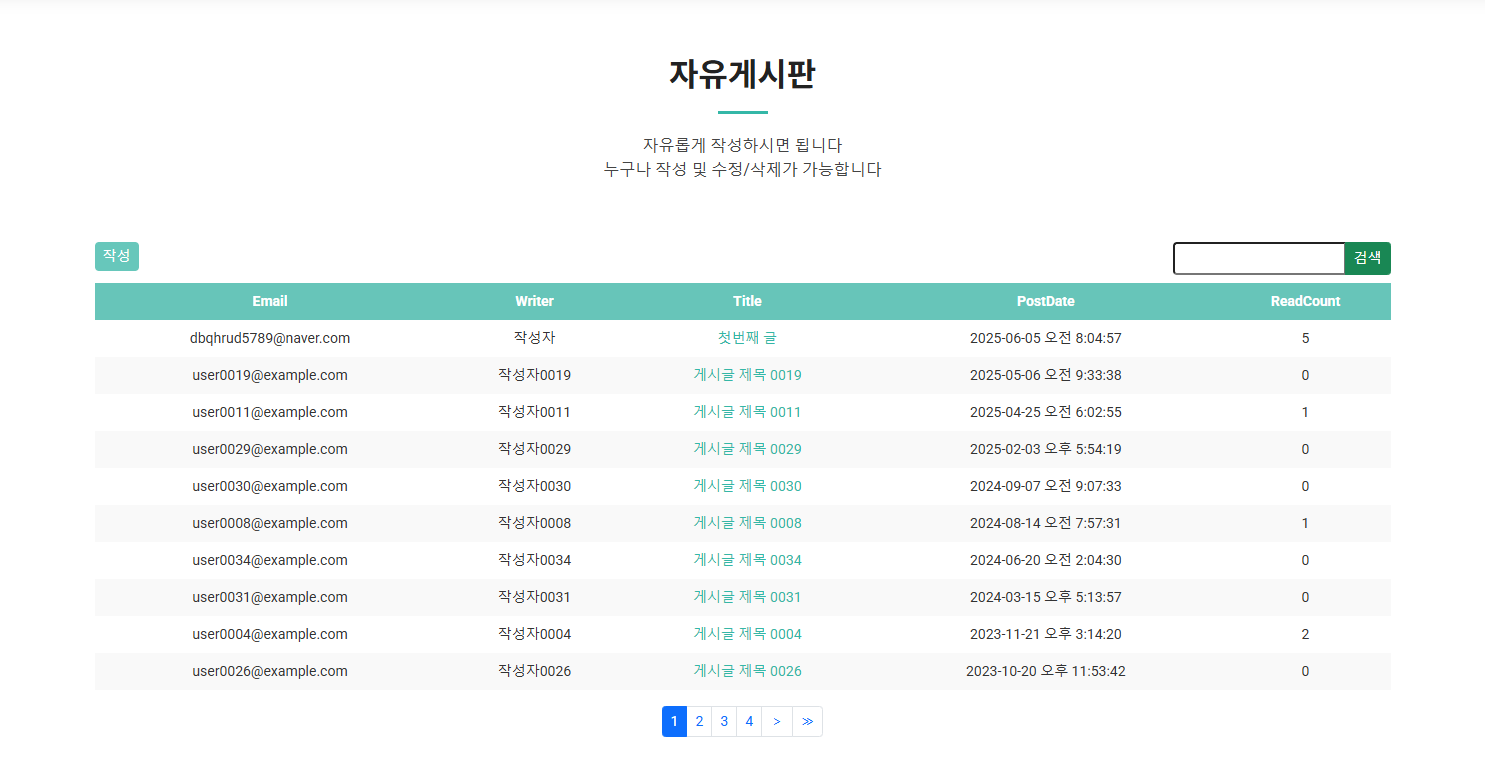 자유게시판
자유롭게 작성하시면 됩니다
누구나 작성 및 수정/삭제가 가능합니다
작성 검색
Email Writer Title PostDate ReadCount
dbqhrud5789@naver.com 작성자 첫번째 글 2025-06-05 오전 8:04:57 5
user0019@example.com 작성자0019 게시글 제목 0019 2025-05-06 오전 9:33:38 0
user0011@example.com 작성자0011 게시글 제목 0011 2025-04-25 오전 6:02:55 1
user0029@example.com 작성자0029 게시글 제목 0029 2025-02-03 오후 5:54:19 0
user0030@example.com 작성자0030 게시글 제목 0030 2024-09-07 오전 9:07:33 0
user0008@example.com 작성자0008 게시글 제목 0008 2024-08-14 오전 7:57:31 1
user0034@example.com 작성자0034 게시글 제목 0034 2024-06-20 오전 2:04:30 0
user0031@example.com 작성자0031 게시글 제목 0031 2024-03-15 오후 5:13:57 0
user0004@example.com 작성자0004 게시글 제목 0004 2023-11-21 오후 3:14:20 2
user0026@example.com 작성자0026 게시글 제목 0026 2023-10-20 오후 11:53:42 0
1 2 3 4 > ≫